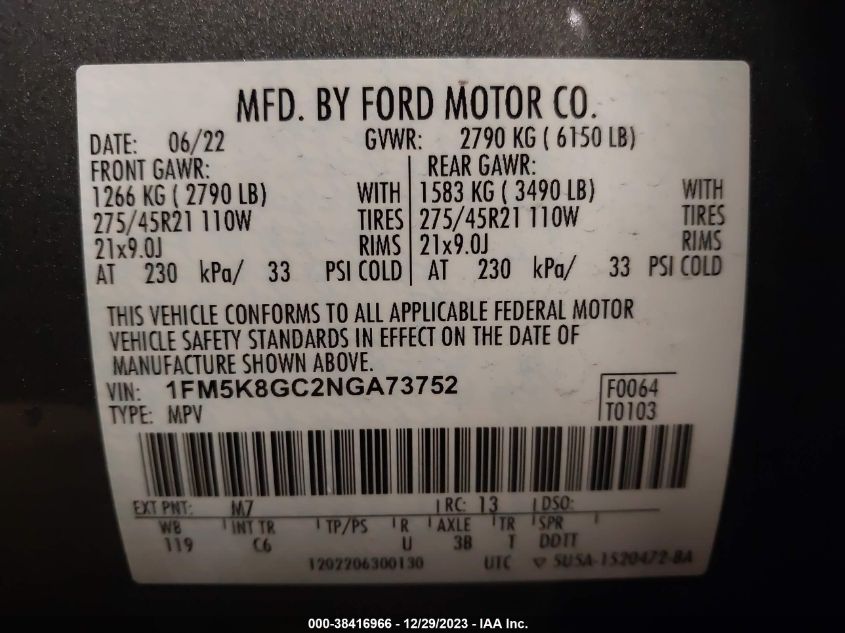 MFD. BY FORD MOTOR CO.
DATE: 06/22 GVWR: 2790 KG ( 6150 LB)
FRONT GAWR: REAR GAWR:
1266 KG ( 2790 LB) WITH 1583 KG ( 3490 LB) WITH
275/45R21 110W TIRES 275/45R21 110W TIRES
21x9.0J RIMS 21x9.0J RIMS
AT 230 kPa/ 33 PSI COLD AT 230 kPa/ 33 PSI COLD
THIS VEHICLE CONFORMS TO ALL APPLICABLE FEDERAL MOTOR
VEHICLE SAFETY STANDARDS IN EFFECT ON THE DATE OF
MANUFACTURE SHOWN ABOVE.
VIN: 1FM5K8GC2NGA73752 F0064
TYPE: MPV T0103
EXT PNT: M7 RC: 13 DSO:
WB INT TR TP/PS R AXLE TR SPR
119 C6 U 3B T DDTT
1202206300130 UTC ▽ 5U5A-1520472-BA
000-38416966 - 12/29/2023 - IAA Inc.